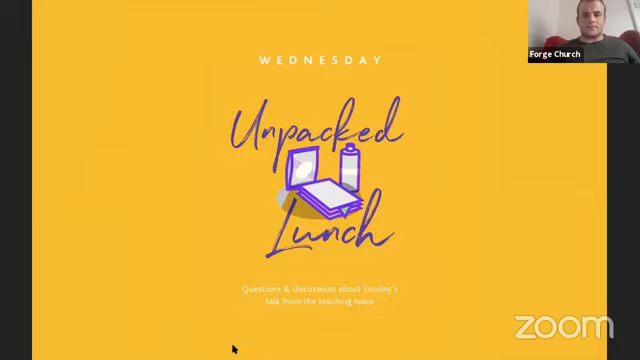 Forge Church
WEDNESDAY
Unpacked
Lunch
Questions & discussions about Sunday's
talk from the teaching team
zoom